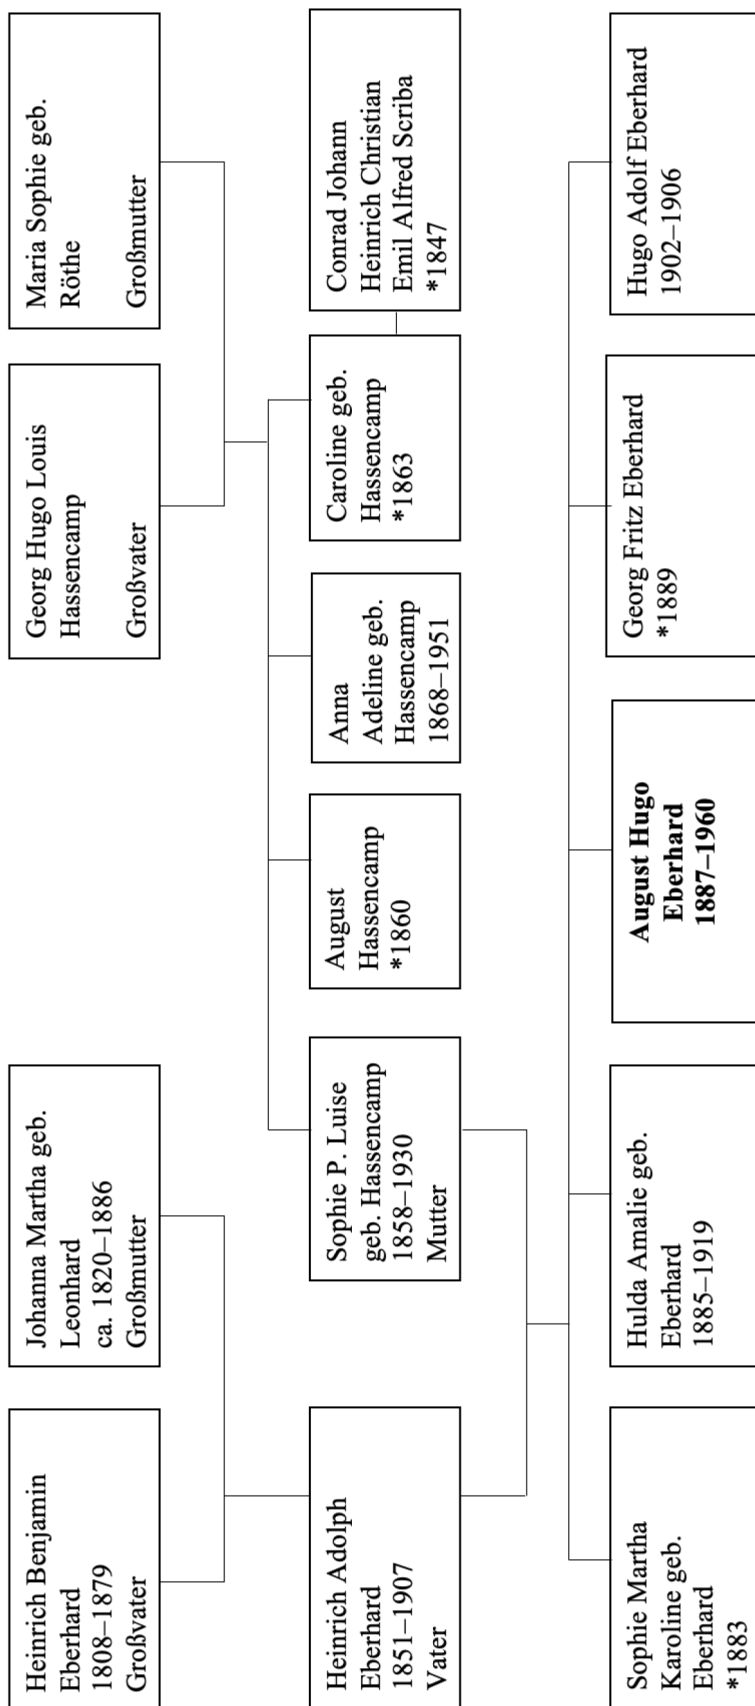 Heinrich Benjamin
Eberhard
1808–1879
Großvater
Johanna Martha geb.
Leonhard
ca. 1820–1886
Großmutter
Georg Hugo Louis
Hassencamp
Großvater
Maria Sophie geb.
Röthe
Großmutter
Heinrich Adolph
Eberhard
1851–1907
Vater
Sophie P. Luise
geb. Hassencamp
1858–1930
Mutter
August
Hassencamp
*1860
Anna
Adeline geb.
Hassencamp
1868–1951
Caroline geb.
Hassencamp
*1863
Conrad Johann
Heinrich Christian
Emil Alfred Scriba
*1847
Sophie Martha
Karoline geb.
Eberhard
*1883
Hulda Amalie geb.
Eberhard
1885–1919
August Hugo
Eberhard
1887–1960
Georg Fritz Eberhard
*1889
Hugo Adolf Eberhard
1902–1906